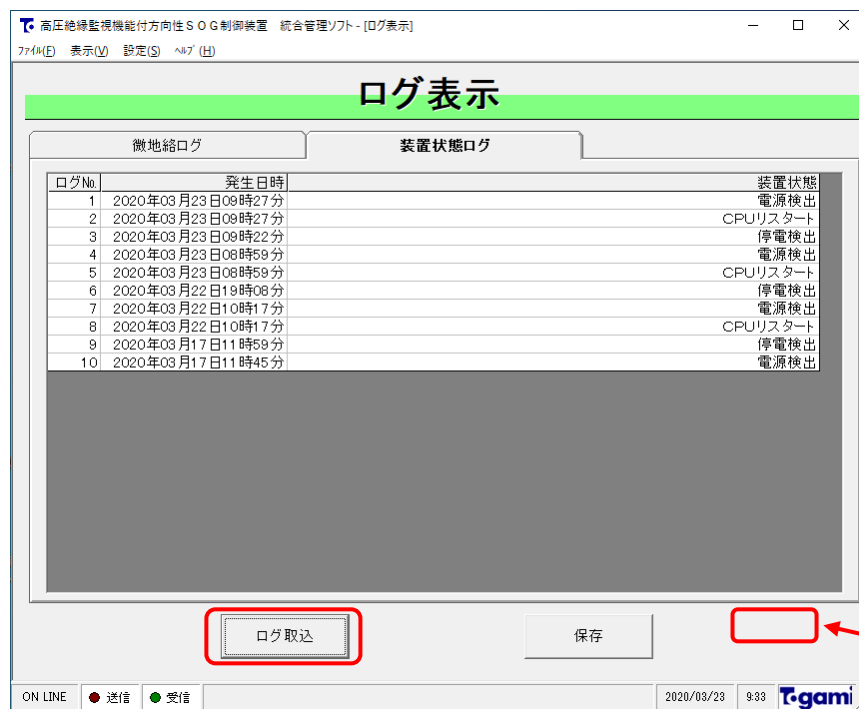 高圧絶縁監視機能付方向性SOG制御装置 統合管理ソフト - [ログ表示]
ファイル(F) 表示(V) 設定(S) ヘルプ(H)
ログ表示
微地絡ログ 装置状態ログ
ログNo. 発生日時 装置状態
1 2020年03月23日09時27分 電源検出
2 2020年03月23日09時27分 CPUリスタート
3 2020年03月23日09時22分 停電検出
4 2020年03月23日08時59分 電源検出
5 2020年03月23日08時59分 CPUリスタート
6 2020年03月22日19時08分 停電検出
7 2020年03月22日10時17分 電源検出
8 2020年03月22日10時17分 CPUリスタート
9 2020年03月17日11時59分 停電検出
10 2020年03月17日11時45分 電源検出
ログ取込 保存
ON LINE 送信 受信 2020/03/23 9:33 Togami